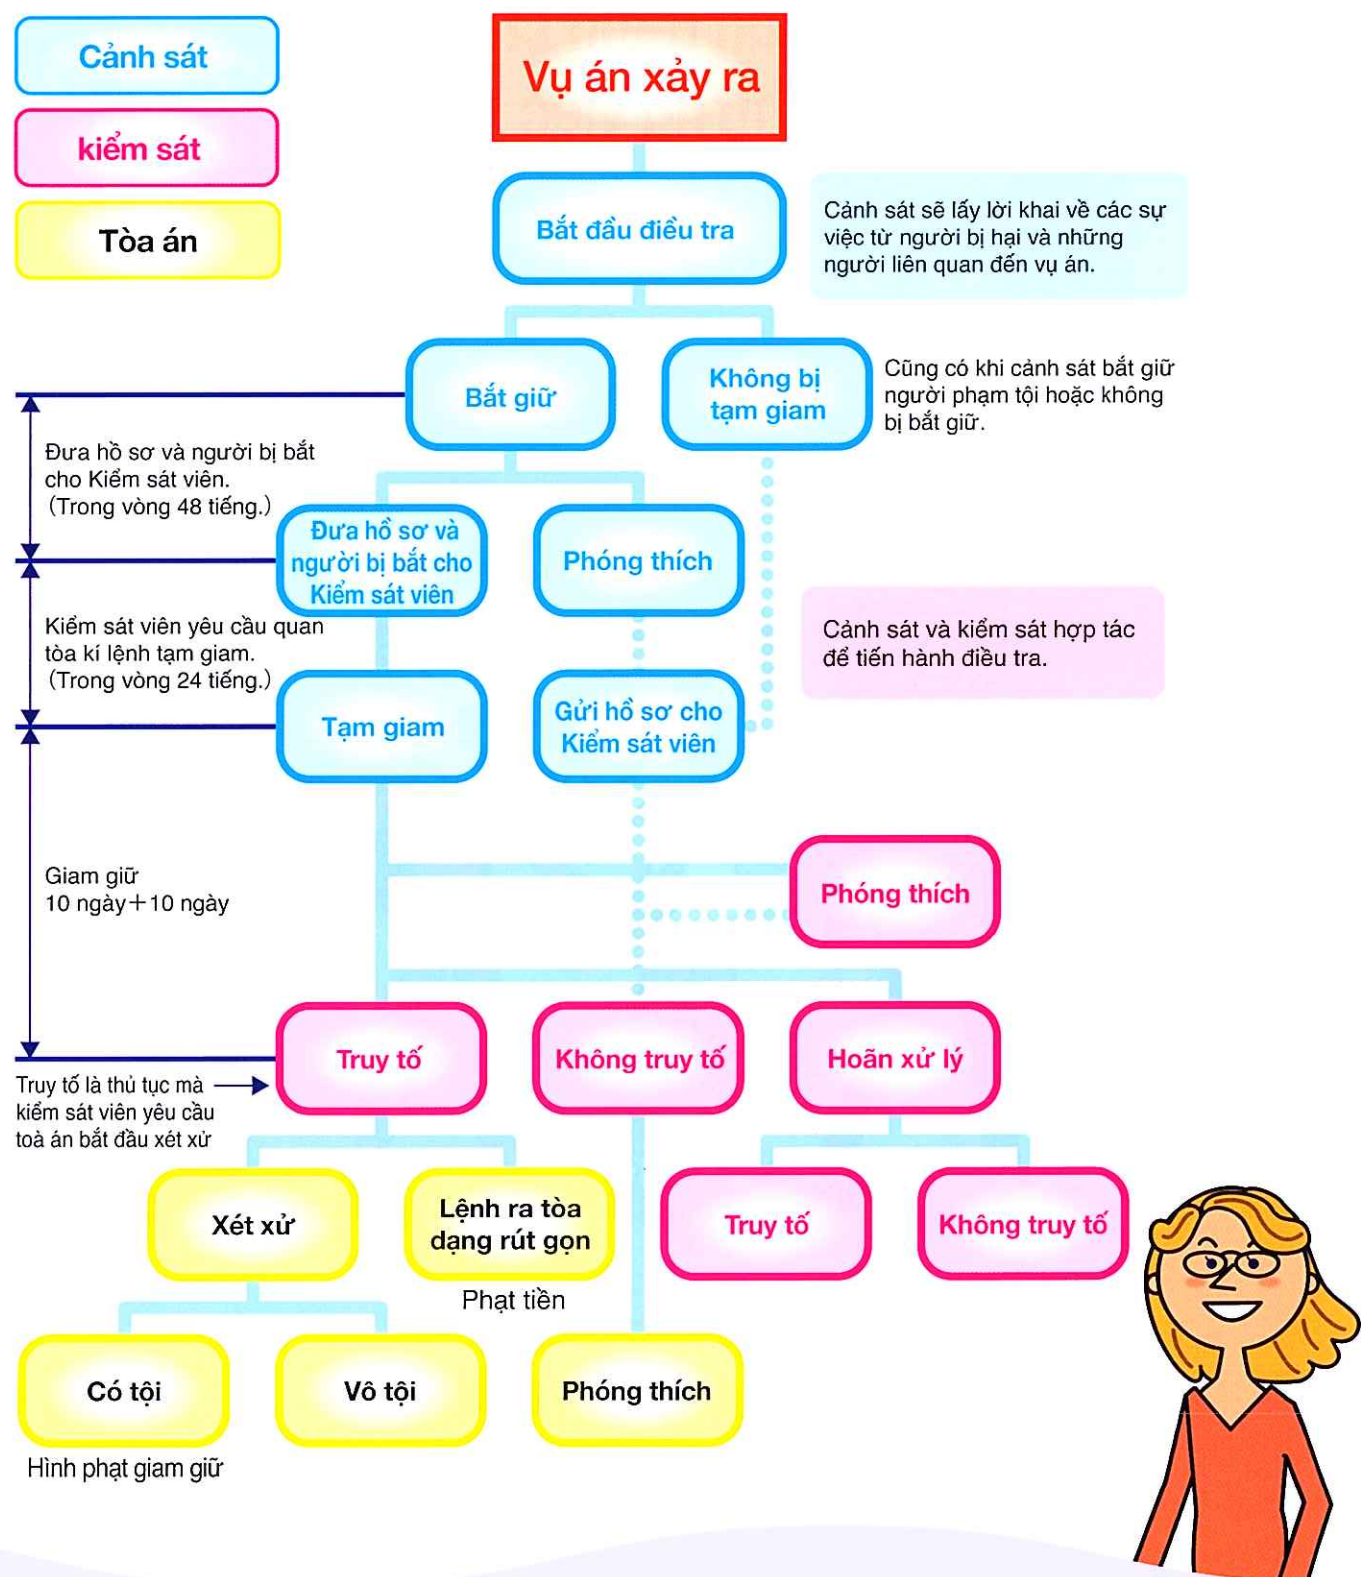 Cảnh sát
kiểm sát
Tòa án
Vụ án xảy ra
Bắt đầu điều tra
Cảnh sát sẽ lấy lời khai về các sự
việc từ người bị hại và những
người liên quan đến vụ án.
Bắt giữ
Không bị
tạm giam
Cũng có khi cảnh sát bắt giữ
người phạm tội hoặc không
bị bắt giữ.
Đưa hồ sơ và người bị bắt
cho Kiểm sát viên.
(Trong vòng 48 tiếng.)
Đưa hồ sơ và
người bị bắt cho
Kiểm sát viên
Phóng thích
Kiểm sát viên yêu cầu quan
tòa kí lệnh tạm giam.
(Trong vòng 24 tiếng.)
Cảnh sát và kiểm sát hợp tác
để tiến hành điều tra.
Tạm giam
Gửi hồ sơ cho
Kiểm sát viên
Giam giữ
10 ngày+10 ngày
Phóng thích
Truy tố
Không truy tố
Hoãn xử lý
Truy tố là thủ tục mà
kiểm sát viên yêu cầu
toà án bắt đầu xét xử
Xét xử
Lệnh ra tòa
dạng rút gọn
Phạt tiền
Truy tố
Không truy tố
Có tội
Vô tội
Phóng thích
Hình phạt giam giữ